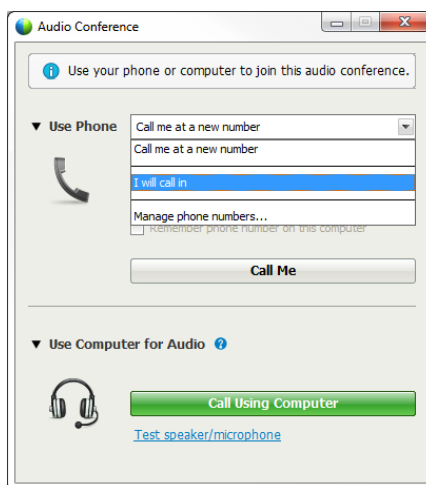 Audio Conference
Use your phone or computer to join this audio conference.
Use Phone
Call me at a new number
Call me at a new number
I will call in
Manage phone numbers...
Remember phone number on this computer
Call Me
Use Computer for Audio
Call Using Computer
Test speaker/microphone